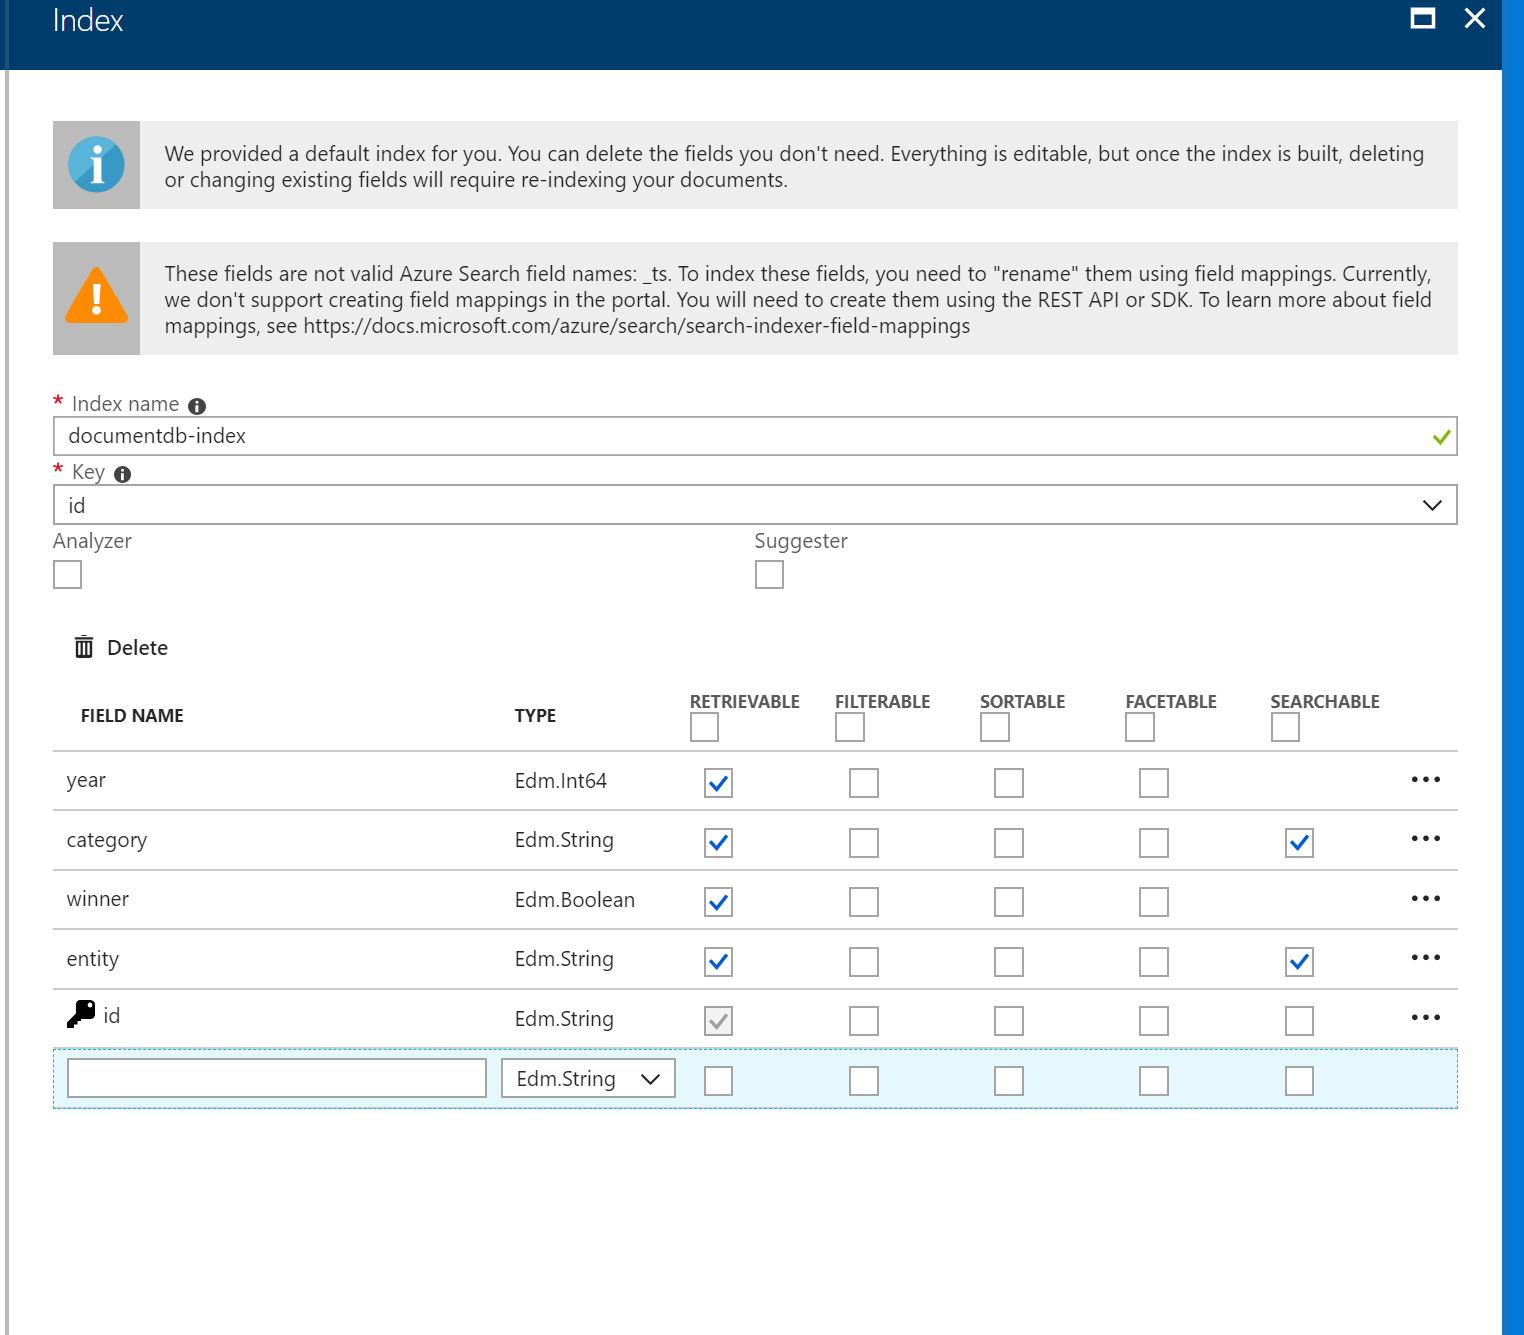 Index
We provided a default index for you. You can delete the fields you don't need. Everything is editable, but once the index is built, deleting
or changing existing fields will require re-indexing your documents.
These fields are not valid Azure Search field names: _ts. To index these fields, you need to "rename" them using field mappings. Currently,
we don't support creating field mappings in the portal. You will need to create them using the REST API or SDK. To learn more about field
mappings, see https://docs.microsoft.com/azure/search/search-indexer-field-mappings
* Index name
documentdb-index
* Key
id
Analyzer Suggester
Delete
FIELD NAME TYPE RETRIEVABLE FILTERABLE SORTABLE FACETABLE SEARCHABLE
year Edm.Int64
category Edm.String
winner Edm.Boolean
entity Edm.String
id Edm.String
Edm.String